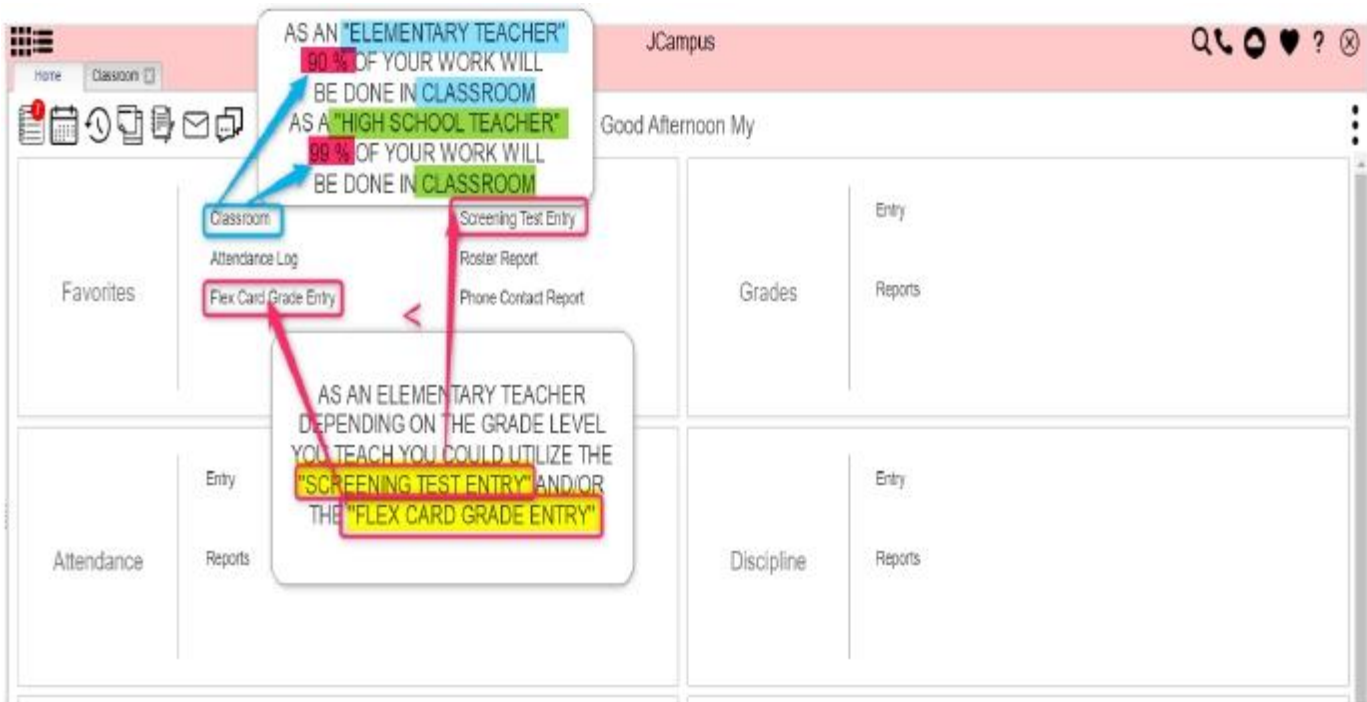 JCampus
?
Home
Classroom
Good Afternoon My
AS AN "ELEMENTARY TEACHER"
90 % OF YOUR WORK WILL
BE DONE IN CLASSROOM
AS A "HIGH SCHOOL TEACHER"
99 % OF YOUR WORK WILL
BE DONE IN CLASSROOM
Favorites
Classroom
Screening Test Entry
Attendance Log
Roster Report
Flex Card Grade Entry
Phone Contact Report
<
Grades
Entry
Reports
AS AN ELEMENTARY TEACHER
DEPENDING ON THE GRADE LEVEL
YOU TEACH YOU COULD UTILIZE THE
"SCREENING TEST ENTRY" AND/OR
THE "FLEX CARD GRADE ENTRY"
Attendance
Entry
Reports
Discipline
Entry
Reports